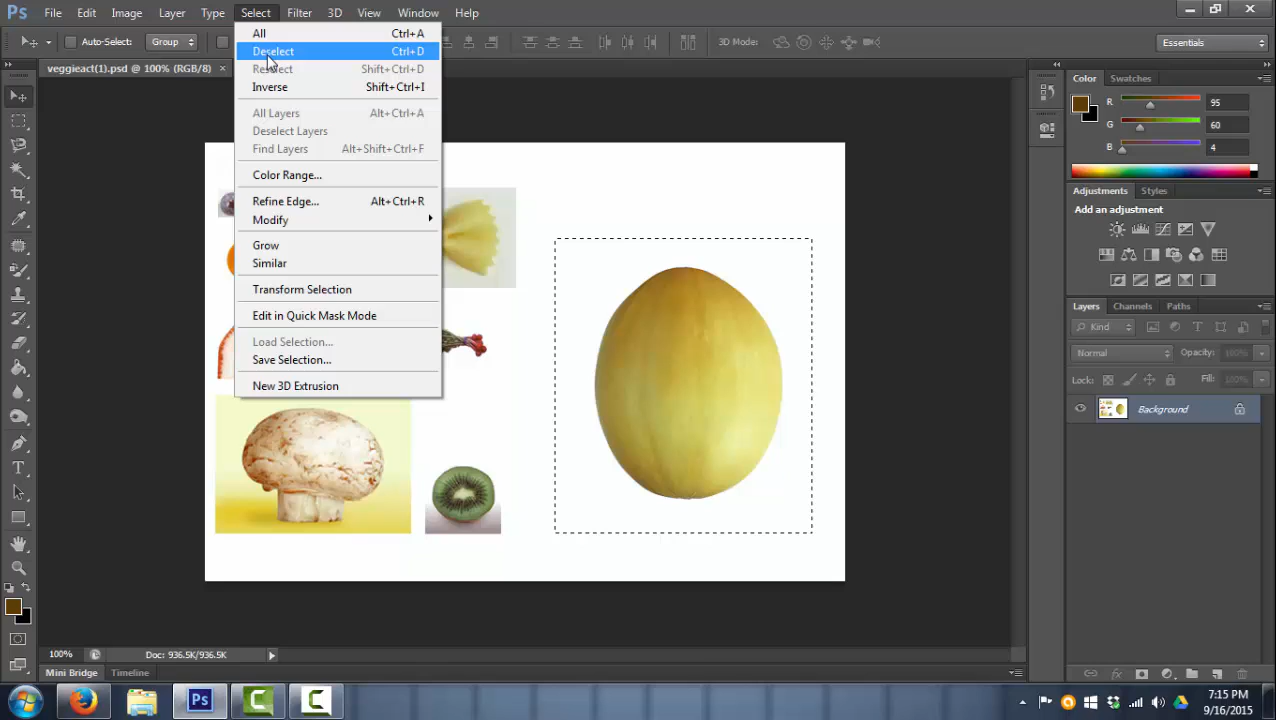 Ps File Edit Image Layer Type Select Filter 3D View Window Help
Auto-Select: Group 3D Mode: Essentials
veggieact(1).psd @ 100% (RGB/8) ×
All Ctrl+A
Deselect Ctrl+D
Reselect Shift+Ctrl+D
Inverse Shift+Ctrl+I
All Layers Alt+Ctrl+A
Deselect Layers
Find Layers Alt+Shift+Ctrl+F
Color Range...
Refine Edge... Alt+Ctrl+R
Modify
Grow
Similar
Transform Selection
Edit in Quick Mask Mode
Load Selection...
Save Selection...
New 3D Extrusion
Color Swatches
R 95
G 60
B 4
Adjustments Styles
Add an adjustment
Layers Channels Paths
Kind
Normal Opacity: 100%
Lock: Fill: 100%
Background
100% Doc: 936.5K/936.5K
Mini Bridge Timeline
Ps
7:15 PM
9/16/2015